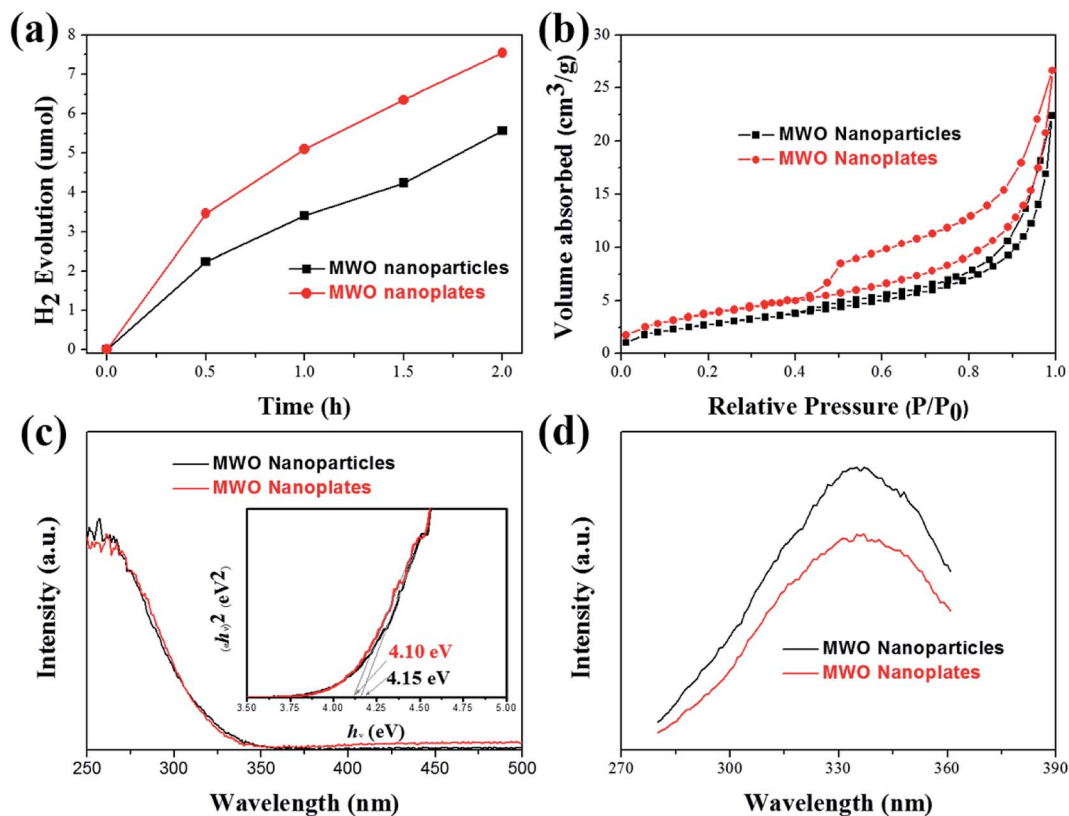 (a)
H2 Evolution (umol)
8
7
6
5
4
3
2
1
0
MWO nanoparticles
MWO nanoplates
0.0 0.5 1.0 1.5 2.0
Time (h)
(b)
Volume absorbed (cm3/g)
30
25
20
15
10
5
0
MWO Nanoparticles
MWO Nanoplates
0.0 0.2 0.4 0.6 0.8 1.0
Relative Pressure (P/P0)
(c)
Intensity (a.u.)
MWO Nanoparticles
MWO Nanoplates
(αhν)2 (eV2)
4.10 eV
4.15 eV
3.50 3.75 4.00 4.25 4.50 4.75 5.00
hν (eV)
250 300 350 400 450 500
Wavelength (nm)
(d)
Intensity (a.u.)
MWO Nanoparticles
MWO Nanoplates
270 300 330 360 390
Wavelength (nm)